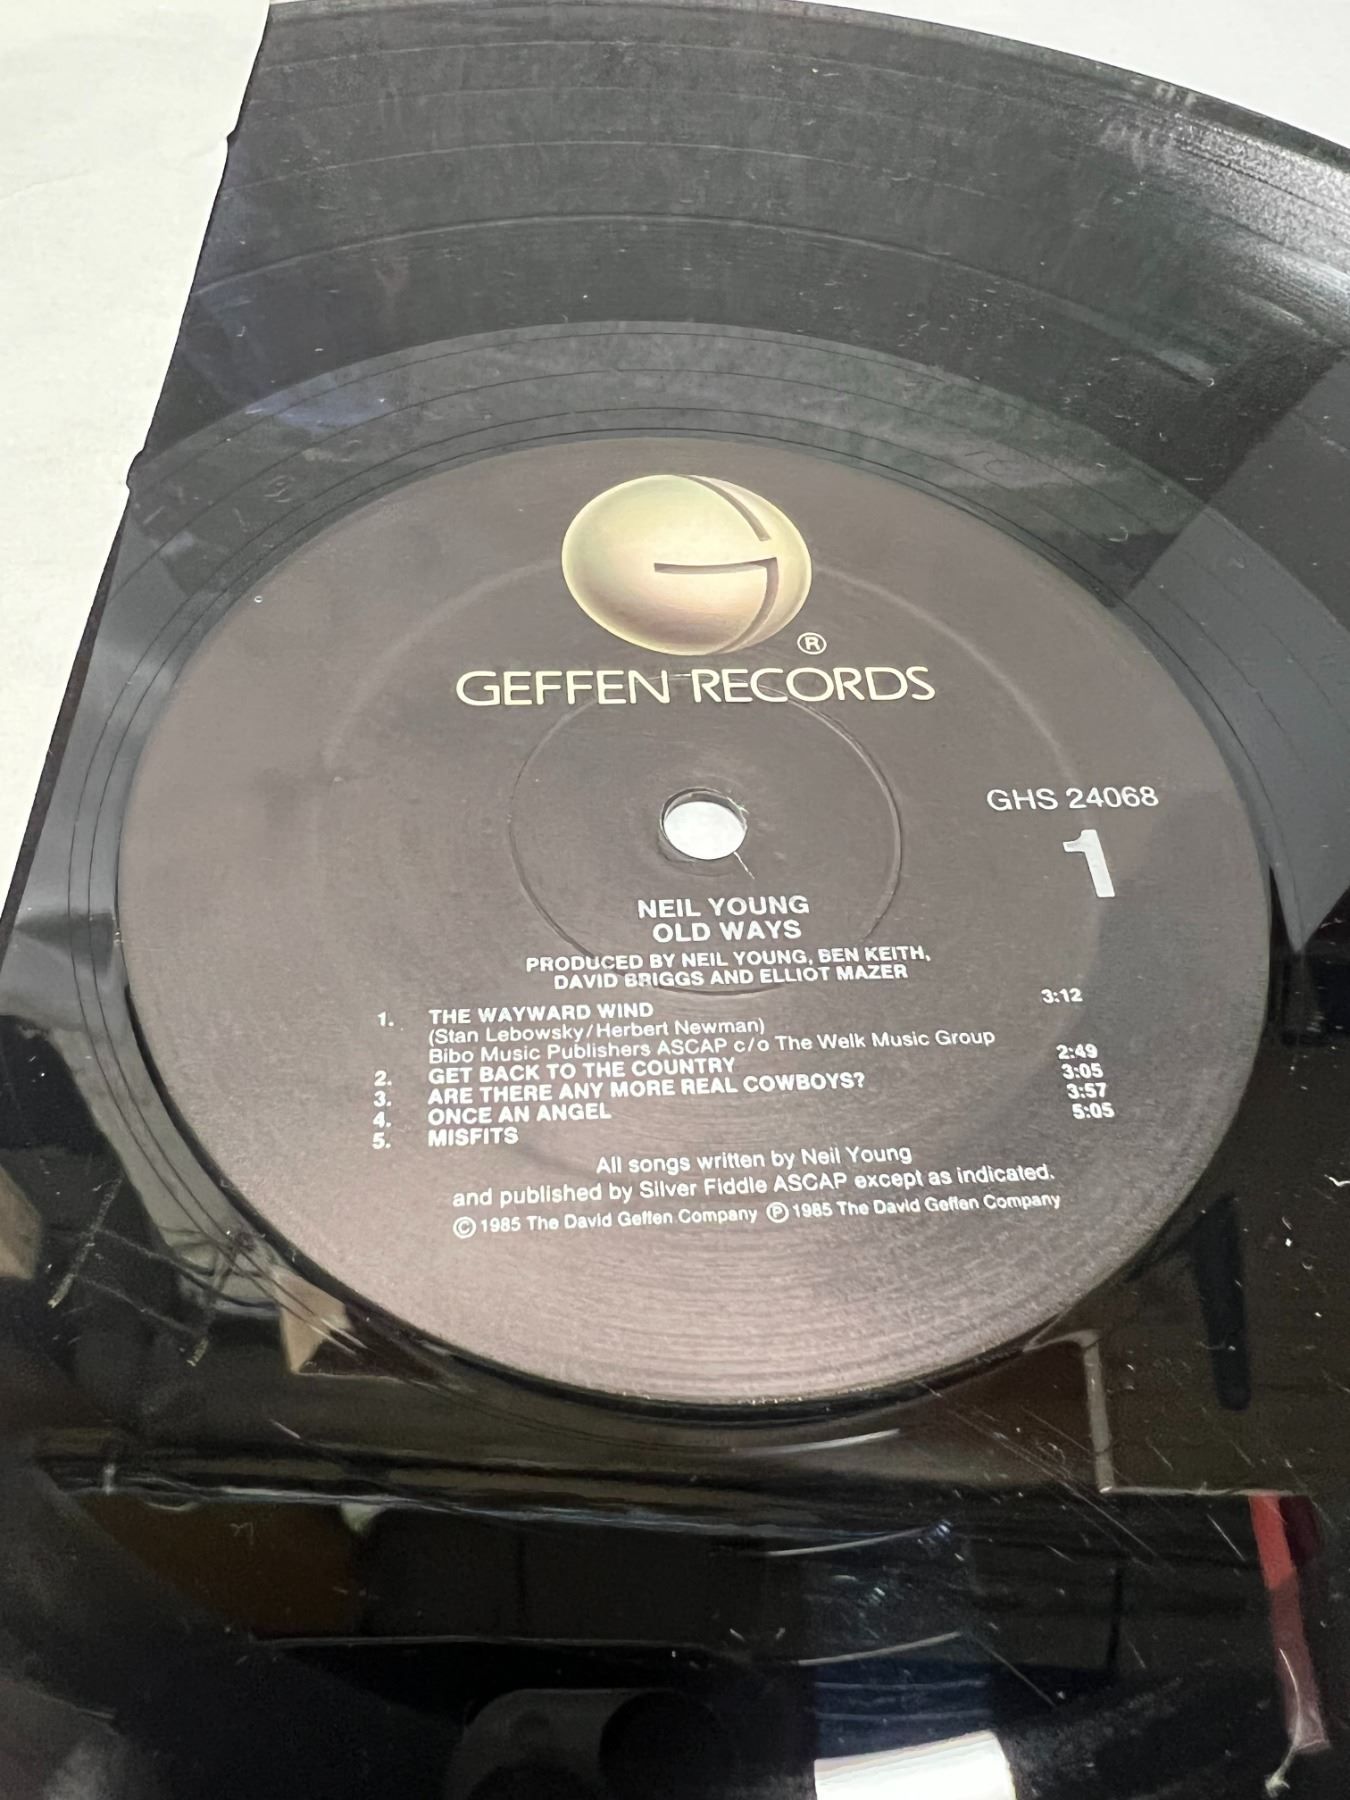 ®
GEFFEN RECORDS
GHS 24068
1
NEIL YOUNG
OLD WAYS
PRODUCED BY NEIL YOUNG, BEN KEITH,
DAVID BRIGGS AND ELLIOT MAZER
1. THE WAYWARD WIND 3:12
(Stan Lebowsky/Herbert Newman)
Bibo Music Publishers ASCAP c/o The Welk Music Group
2. GET BACK TO THE COUNTRY 2:49
3. ARE THERE ANY MORE REAL COWBOYS? 3:05
4. ONCE AN ANGEL 3:57
5. MISFITS 5:05
All songs written by Neil Young
and published by Silver Fiddle ASCAP except as indicated.
© 1985 The David Geffen Company ℗ 1985 The David Geffen Company